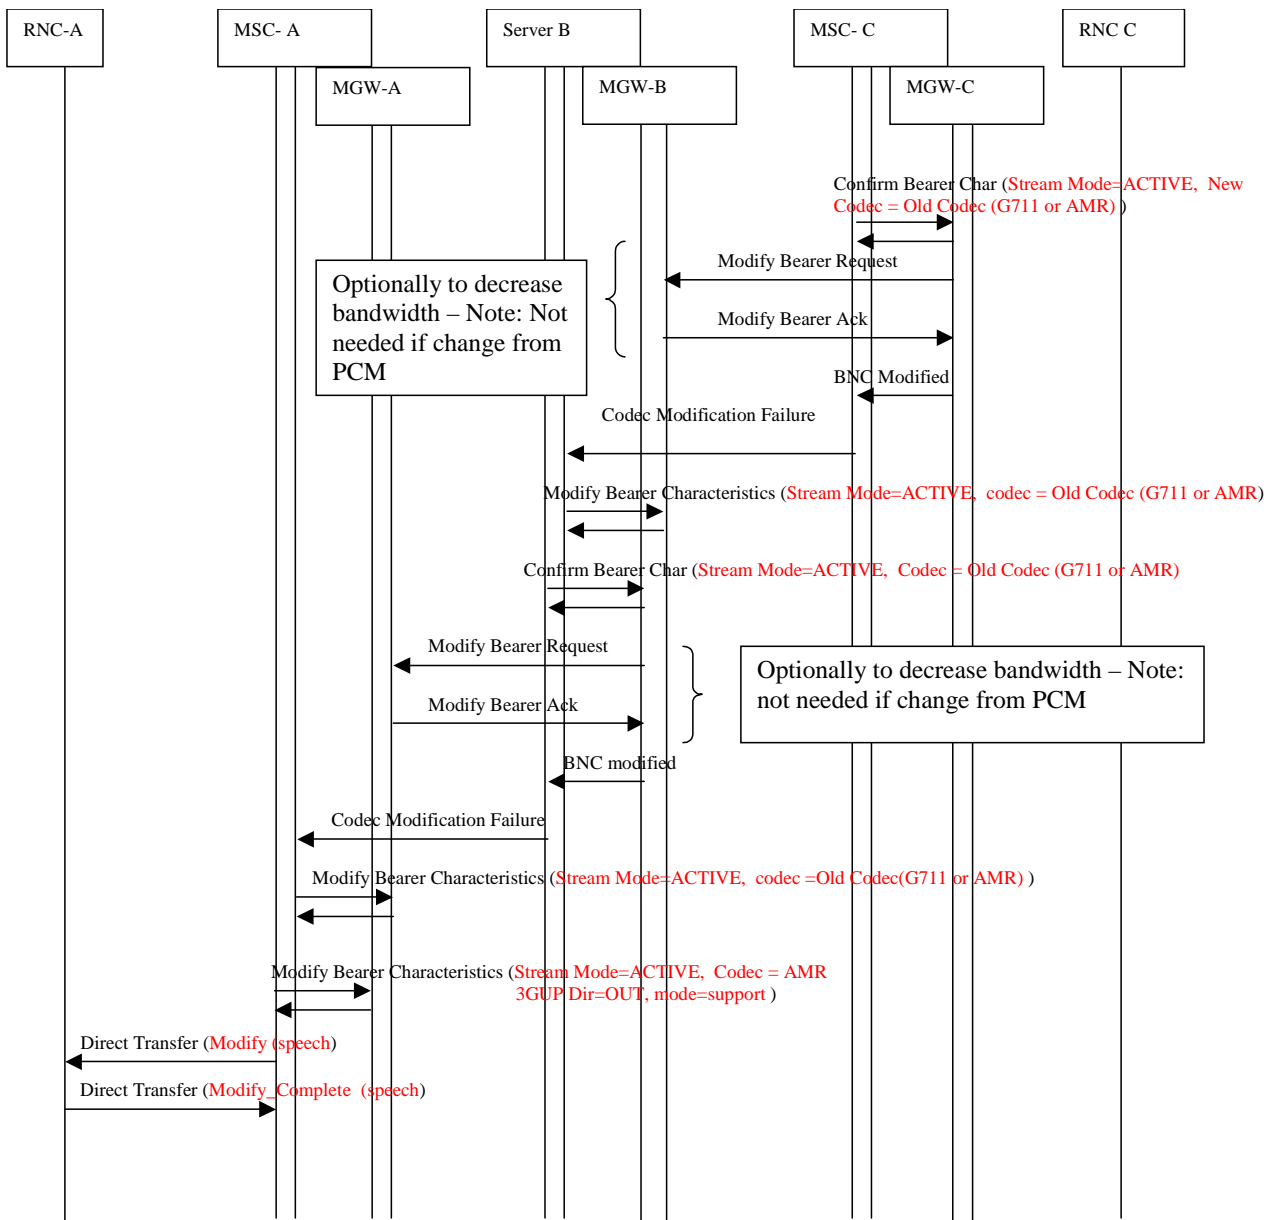 RNC-A
MSC- A
Server B
MSC- C
RNC C
MGW-A
MGW-B
MGW-C
Confirm Bearer Char (Stream Mode=ACTIVE,  New
Codec = Old Codec (G711 or AMR) )
Modify Bearer Request
Optionally to decrease
bandwidth – Note: Not
needed if change from
PCM
Modify Bearer Ack
BNC Modified
Codec Modification Failure
Modify Bearer Characteristics (Stream Mode=ACTIVE,  codec = Old Codec (G711 or AMR)
Confirm Bearer Char (Stream Mode=ACTIVE,  Codec = Old Codec (G711 or AMR)
Modify Bearer Request
Optionally to decrease bandwidth – Note:
not needed if change from PCM
Modify Bearer Ack
BNC modified
Codec Modification Failure
Modify Bearer Characteristics (Stream Mode=ACTIVE,  codec =Old Codec(G711 or AMR) )
Modify Bearer Characteristics (Stream Mode=ACTIVE,  Codec = AMR
3GUP Dir=OUT, mode=support )
Direct Transfer (Modify (speech)
Direct Transfer (Modify_Complete  (speech)